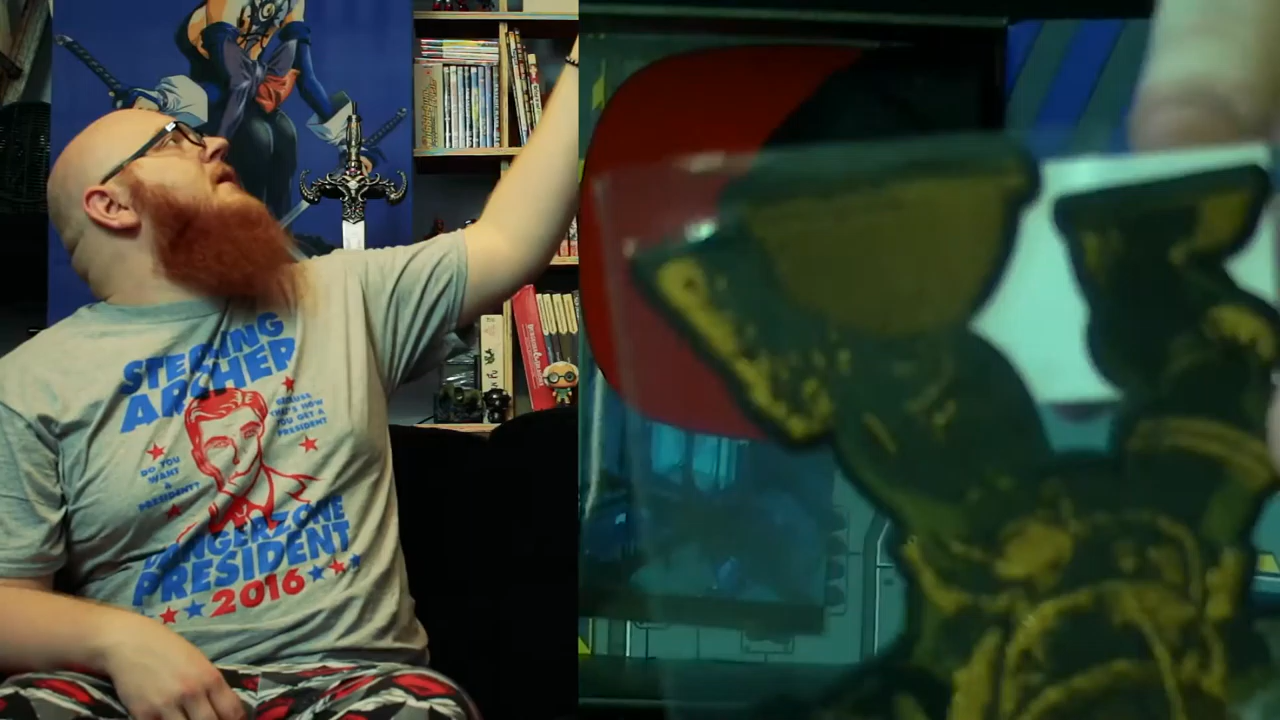 STERLING
ARCHER
BECAUSE
THAT'S HOW
YOU GET A
PRESIDENT
DO YOU
WANT
A
PRESIDENT?
DANGERZONE
PRESIDENT
2016